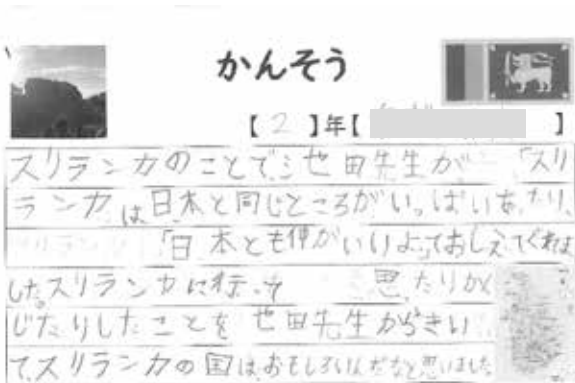 かんそう
【2】年【 】
スリランカのことで、世田先生が「スリ
ランカは日本と同じところがいっぱいあったり、
「日本とも仲がいいよ」っておしえてくれま
した。スリランカに行って 思ったりかん
じたりしたことを世田先生からきい
て、スリランカの国は、おもしろいんだなと思いました